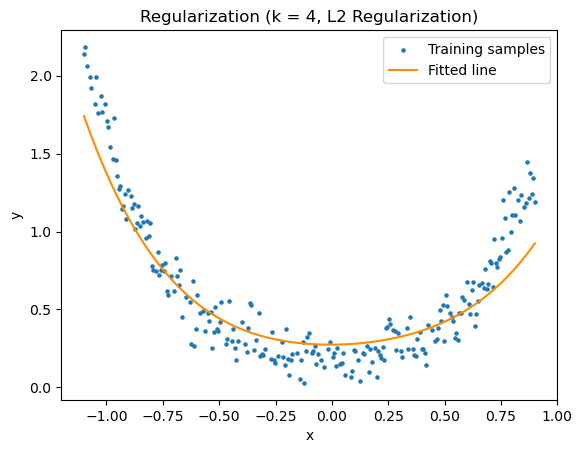 Regularization (k = 4, L2 Regularization)
Training samples
Fitted line
y
2.0
1.5
1.0
0.5
0.0
−1.00 −0.75 −0.50 −0.25 0.00 0.25 0.50 0.75 1.00
x